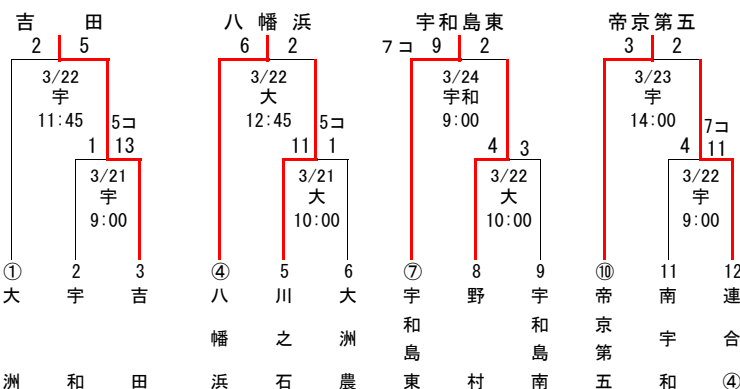 吉田 八幡浜 宇和島東 帝京第五
2 5 6 2 7コ 9 2 3 2
3/22 3/22 3/24 3/23
宇 大 宇和 宇
11:45 12:45 9:00 14:00
5コ 5コ 7コ
1 13 11 1 4 3 4 11
3/21 3/21 3/22 3/22
宇 大 大 宇
9:00 10:00 10:00 9:00
① 2 3 ④ 5 6 ⑦ 8 9 ⑩ 11 12
大洲
宇和
吉田
八幡浜
川之石
大洲農
宇和島東
野村
宇和島南
帝京第五
南宇和
連合④